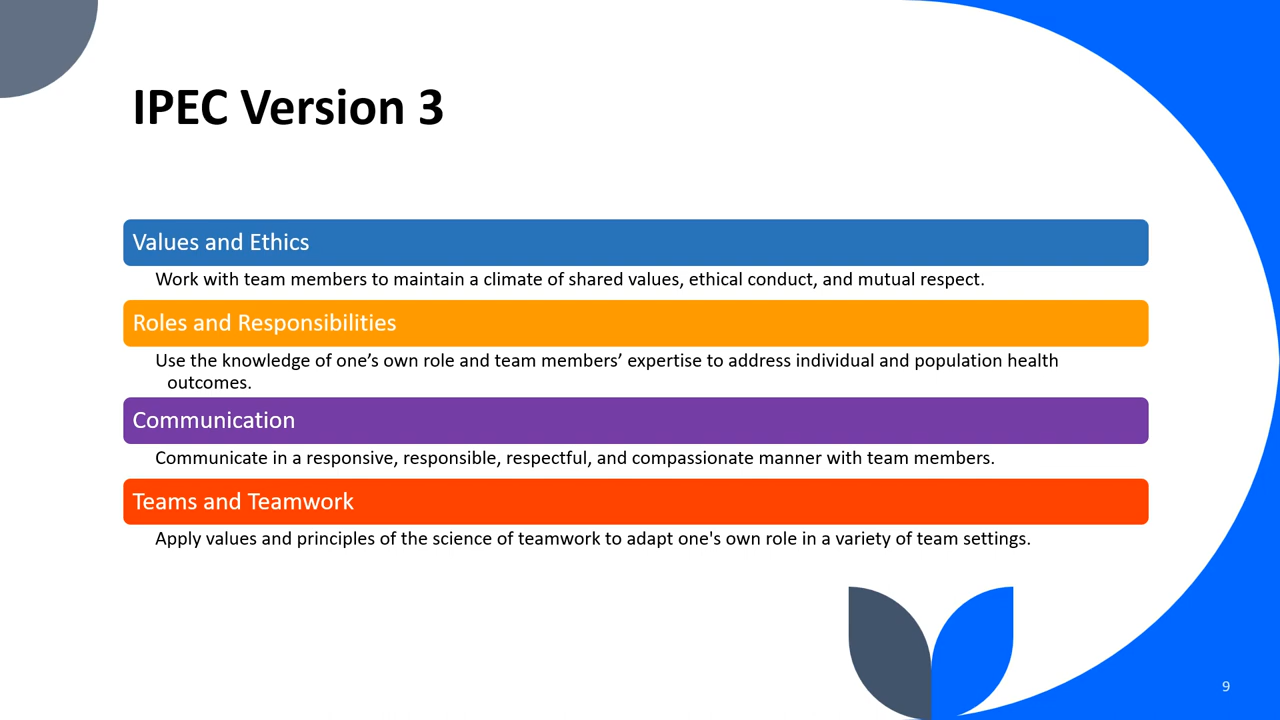 IPEC Version 3
Values and Ethics
Work with team members to maintain a climate of shared values, ethical conduct, and mutual respect.
Roles and Responsibilities
Use the knowledge of one’s own role and team members’ expertise to address individual and population health
outcomes.
Communication
Communicate in a responsive, responsible, respectful, and compassionate manner with team members.
Teams and Teamwork
Apply values and principles of the science of teamwork to adapt one's own role in a variety of team settings.
9